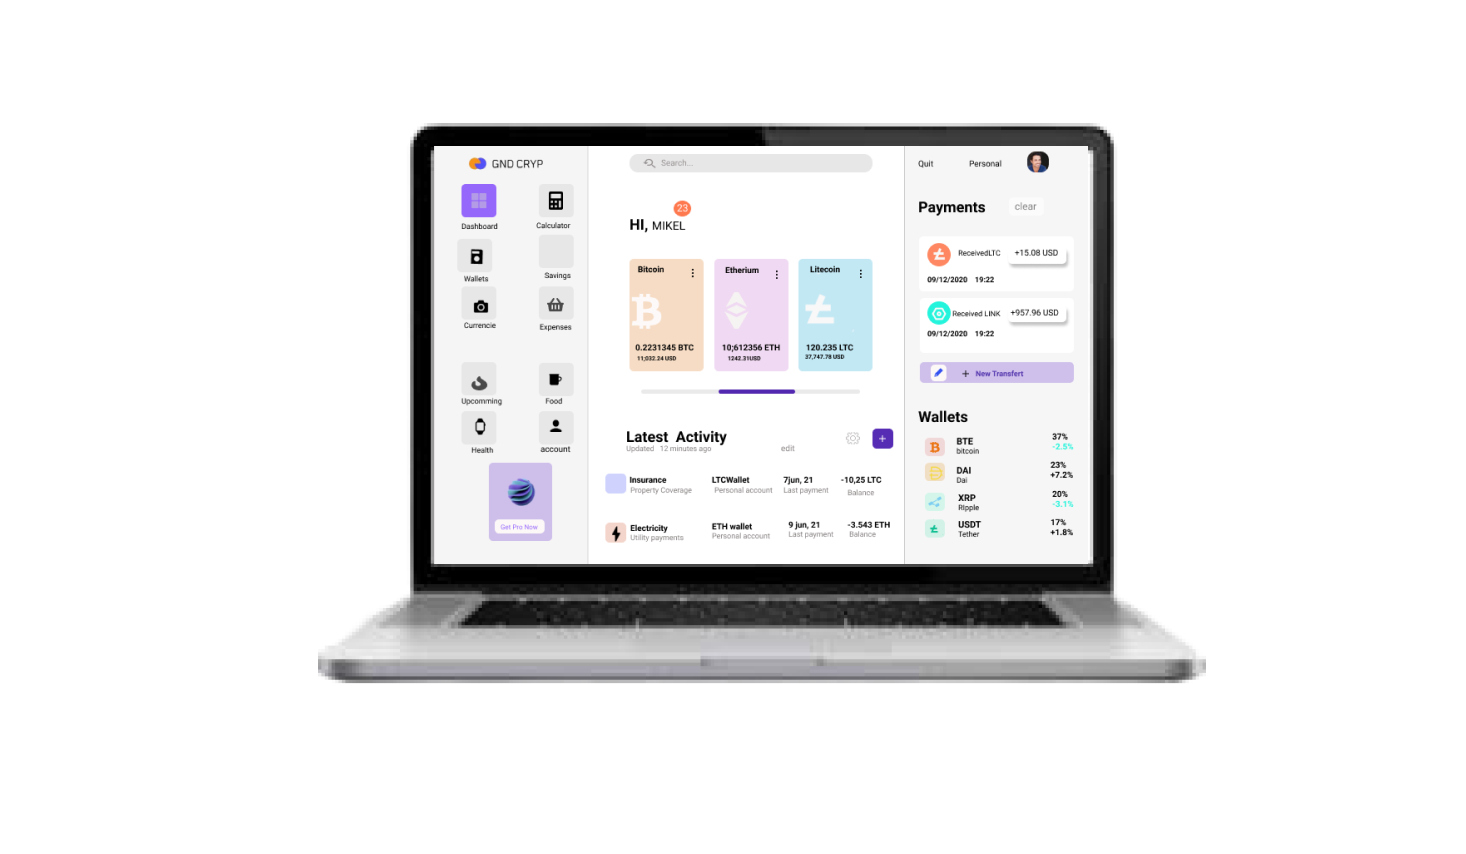 GND CRYP
Dashboard
Calculator
Wallets
Savings
Currencie
Expenses
Upcomming
Food
Health
account
Get Pro Now
Search...
23
HI, MIKEL
Bitcoin
0.2231345 BTC
11;032.24 USD
Etherium
10;612356 ETH
1242.31USD
Litecoin
120.235 LTC
37,747.78 USD
Latest Activity
Updated 12 minutes ago
edit
+
Insurance LTCWallet 7jun, 21 -10,25 LTC
Property Coverage Personal account Last payment Balance
Electricity ETH wallet 9 jun, 21 -3.543 ETH
Utility payments Personal account Last payment Balance
Quit Personal
Payments clear
ReceivedLTC +15.08 USD
09/12/2020 19:22
Received LINK +957.96 USD
09/12/2020 19:22
+ New Transfert
Wallets
BTE 37%
bitcoin -2.5%
DAI 23%
Dai +7.2%
XRP 20%
RIpple -3.1%
USDT 17%
Tether +1.8%